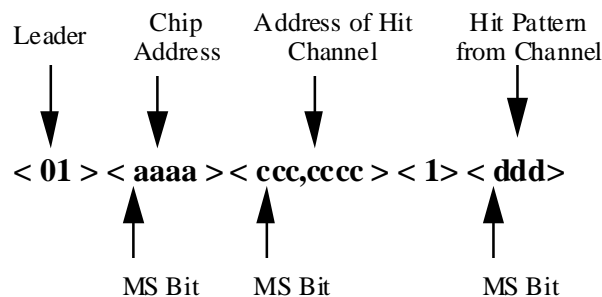 Leader
Chip Address
Address of Hit Channel
Hit Pattern from Channel
< 01 > < aaaa > < ccc,cccc > < 1> < ddd>
MS Bit MS Bit MS Bit